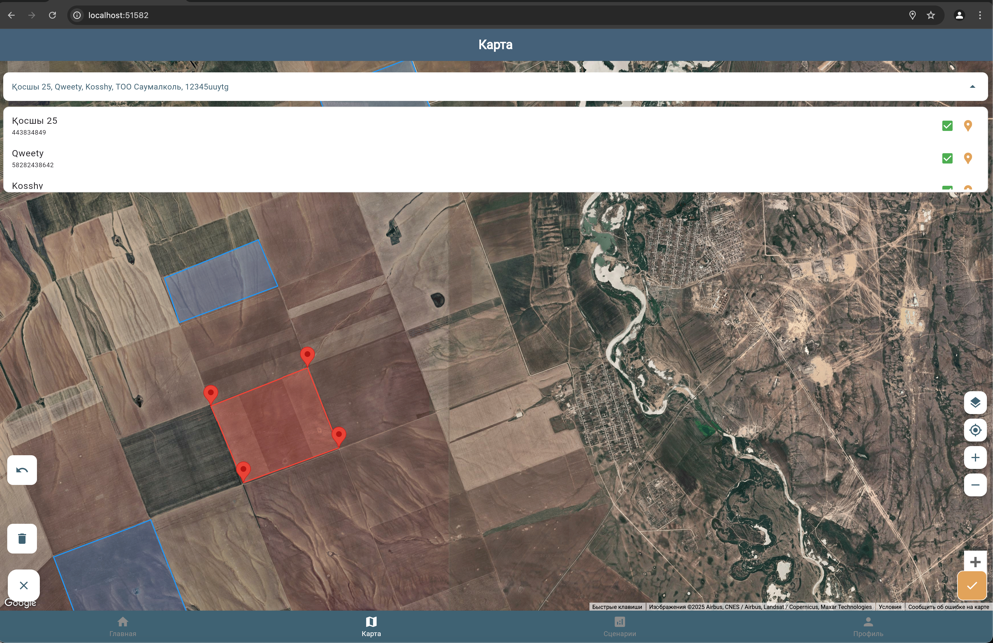 localhost:51582
Карта
Қосшы 25, Qweety, Kosshy, ТОО Саумалколь, 12345uuytg
Қосшы 25
443834849
Qweety
58282438642
Kosshy
Google
Быстрые клавиши
Изображения ©2025 Airbus, CNES / Airbus, Landsat / Copernicus, Maxar Technologies
Условия
Сообщить об ошибке на карте
Главная
Карта
Сценарии
Профиль